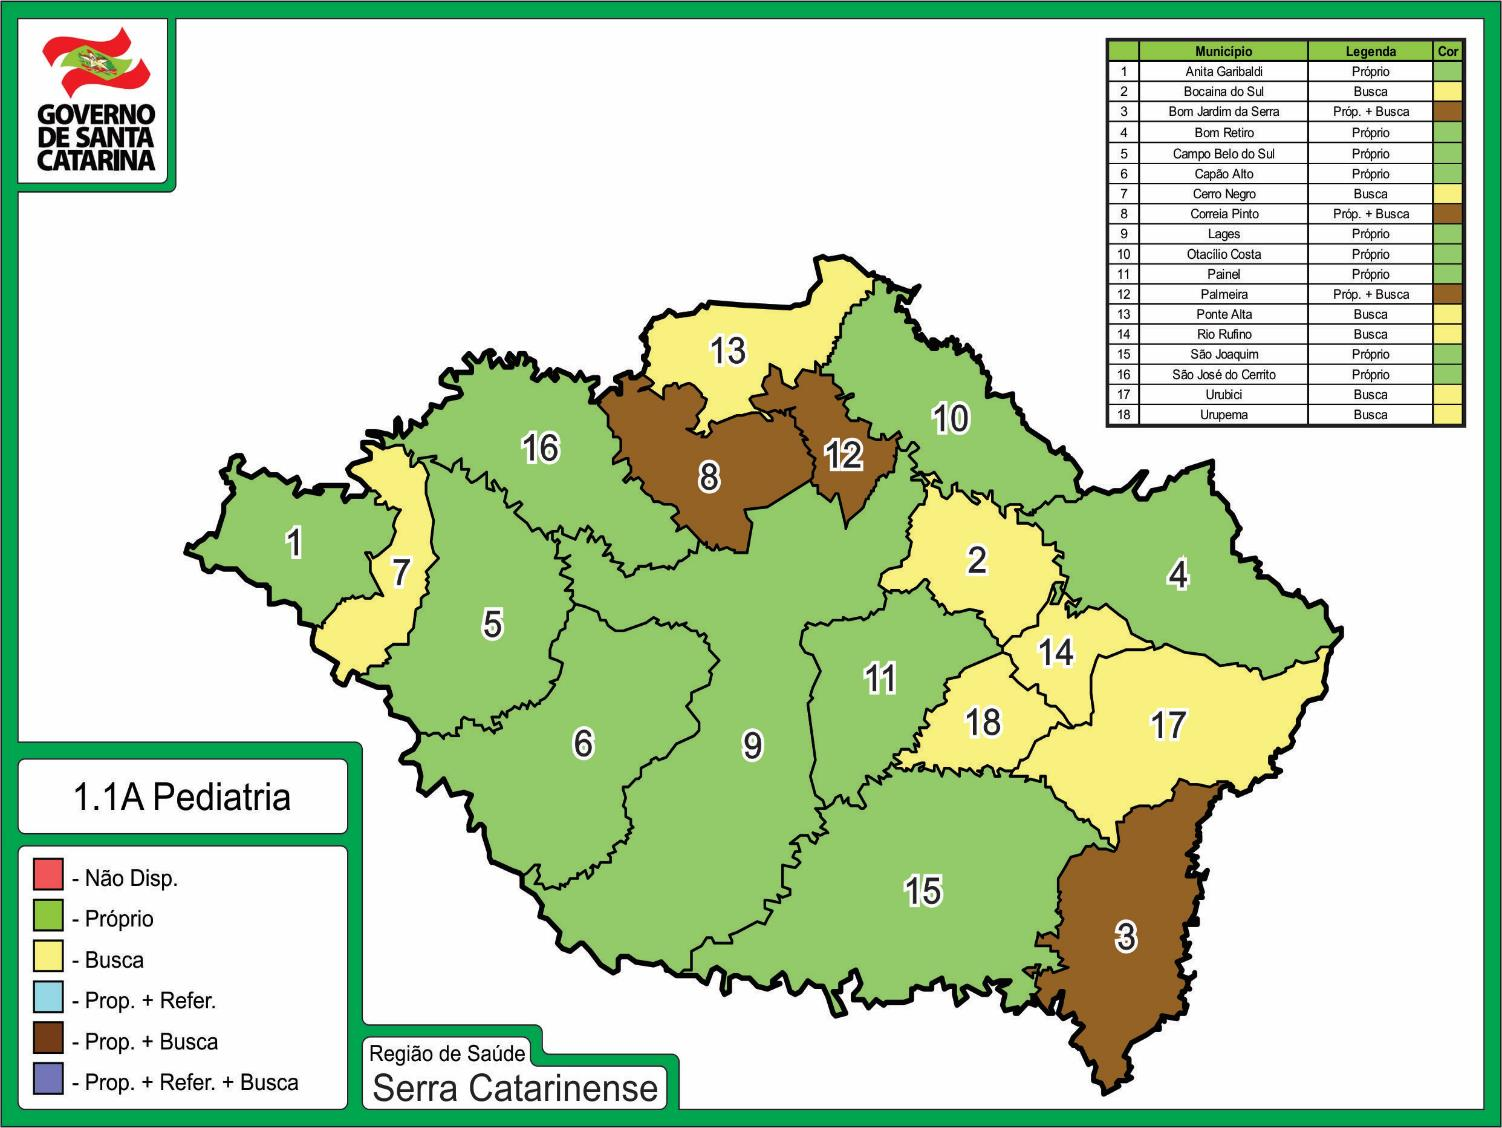 GOVERNO
DE SANTA
CATARINA
Município Legenda Cor
1 Anita Garibaldi Próprio
2 Bocaina do Sul Busca
3 Bom Jardim da Serra Próp. + Busca
4 Bom Retiro Próprio
5 Campo Belo do Sul Próprio
6 Capão Alto Próprio
7 Cerro Negro Busca
8 Correia Pinto Próp. + Busca
9 Lages Próprio
10 Otacílio Costa Próprio
11 Painel Próprio
12 Palmeira Próp. + Busca
13 Ponte Alta Busca
14 Rio Rufino Busca
15 São Joaquim Próprio
16 São José do Cerrito Próprio
17 Urubici Busca
18 Urupema Busca
13
10
16
12
8
1
2
7
4
5
14
11
18
17
6
9
15
3
1.1A Pediatria
- Não Disp.
- Próprio
- Busca
- Prop. + Refer.
- Prop. + Busca
- Prop. + Refer. + Busca
Região de Saúde
Serra Catarinense